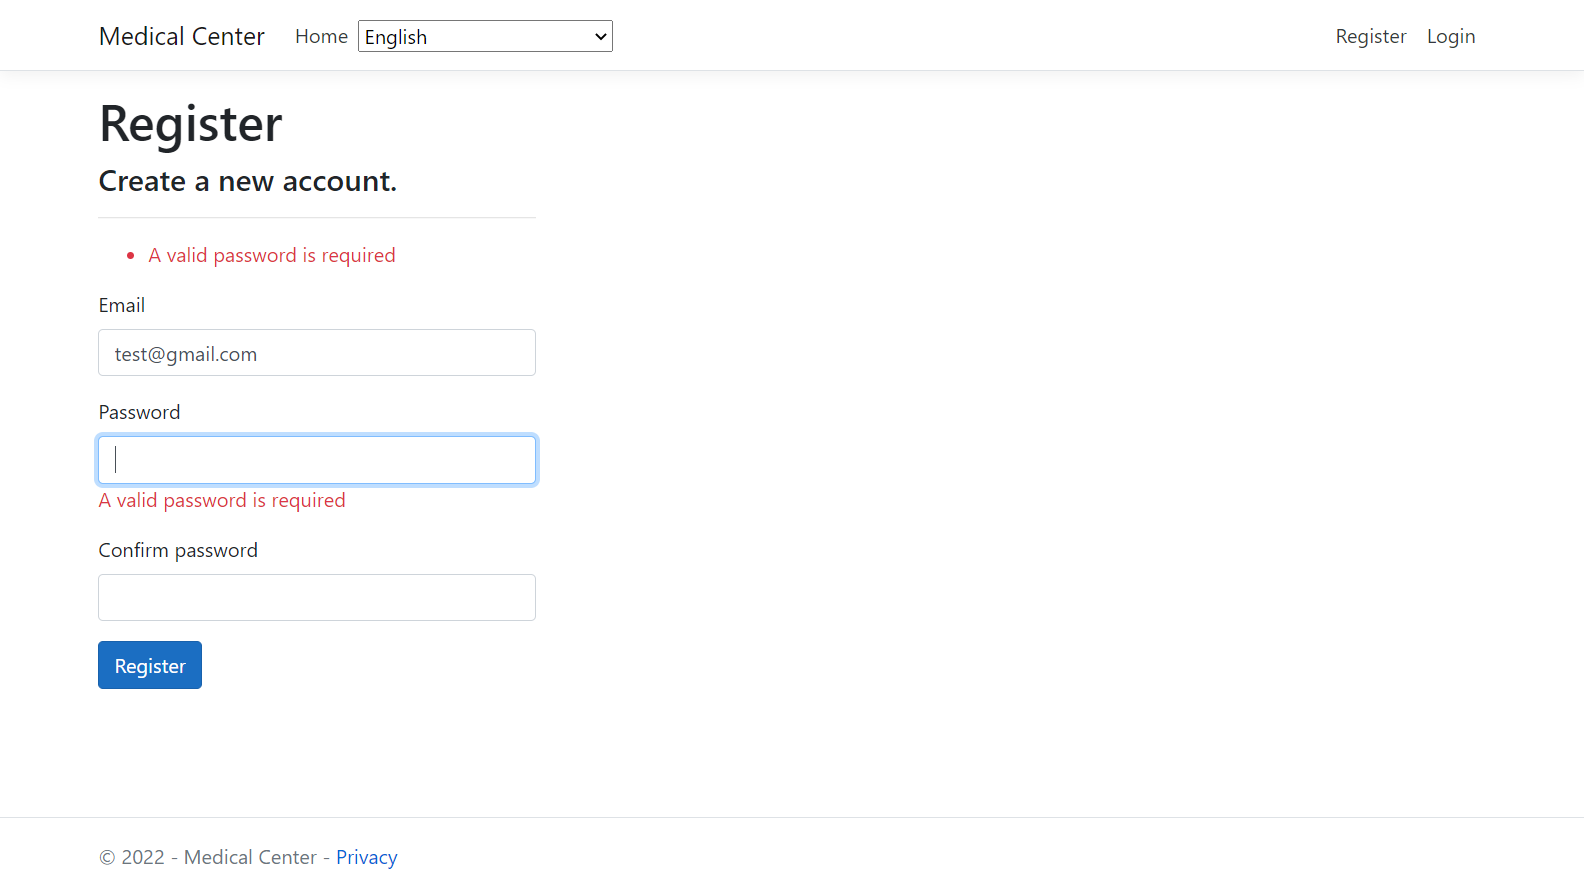 Medical Center Home English Register Login
Register
Create a new account.
A valid password is required
Email
test@gmail.com
Password
A valid password is required
Confirm password
Register
© 2022 - Medical Center - Privacy